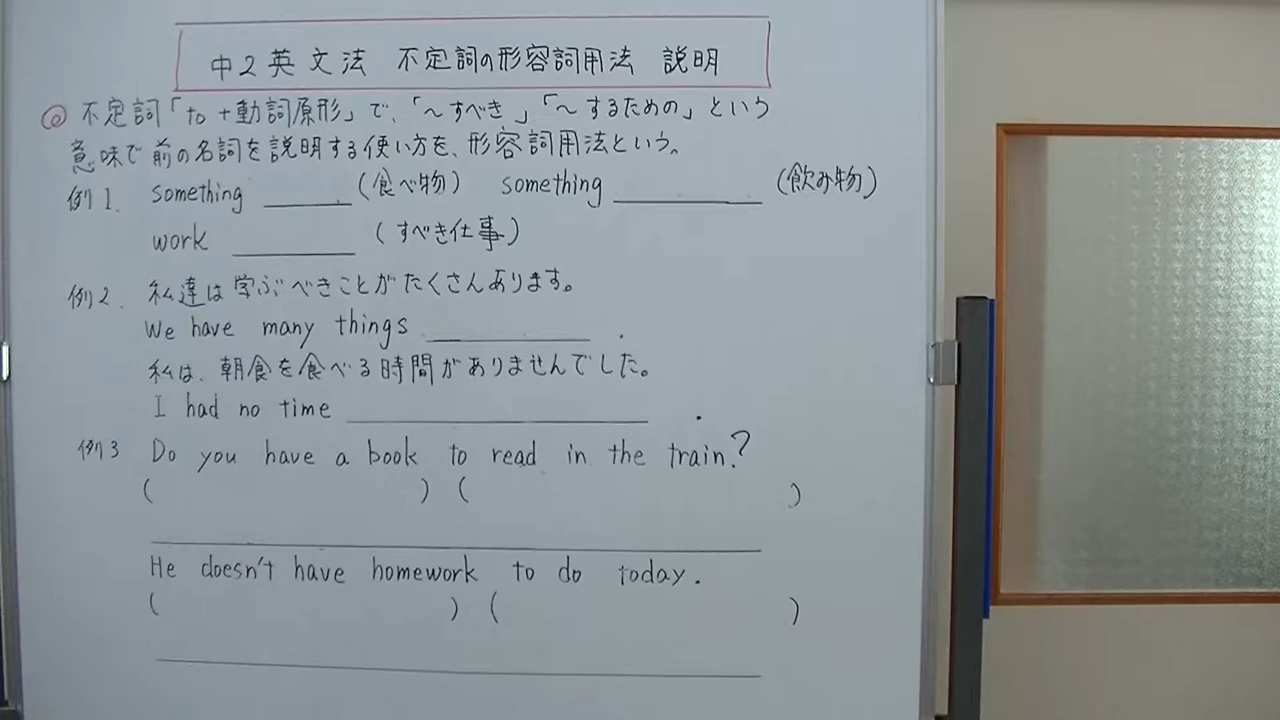 中2英文法 不定詞の形容詞用法 説明
◎ 不定詞「to +動詞原形」で、「～すべき」「～するための」という
意味で前の名詞を説明する使い方を、形容詞用法という。
例1. something ______ (食べ物) something ______ (飲み物)
work ______ (すべき仕事)
例2. 私達は学ぶべきことがたくさんあります。
We have many things ______ .
私は、朝食を食べる時間がありませんでした。
I had no time ______ .
例3 Do you have a book to read in the train?
( ) ( )
He doesn't have homework to do today.
( ) ( )